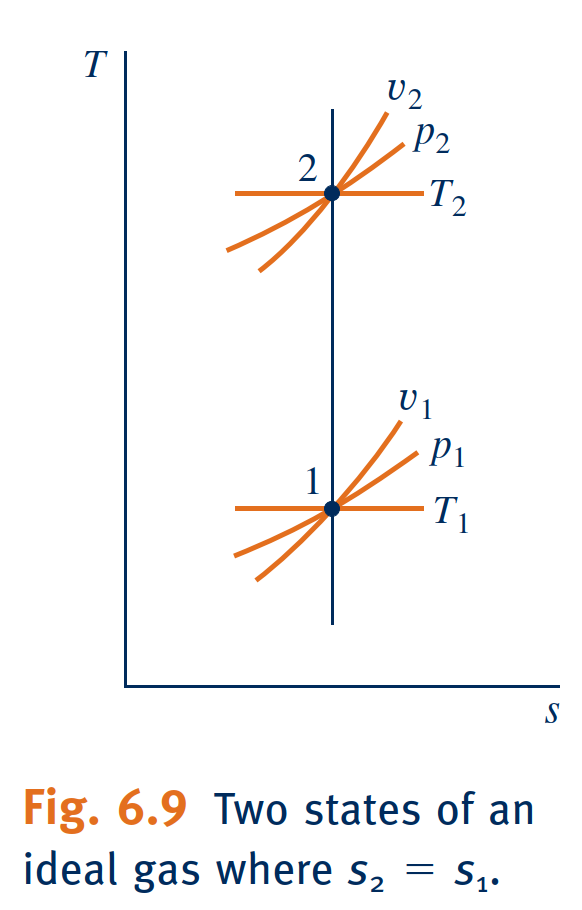 T
v₂
p₂
2
T₂
v₁
p₁
1
T₁
s
Fig. 6.9 Two states of an
ideal gas where s₂ = s₁.